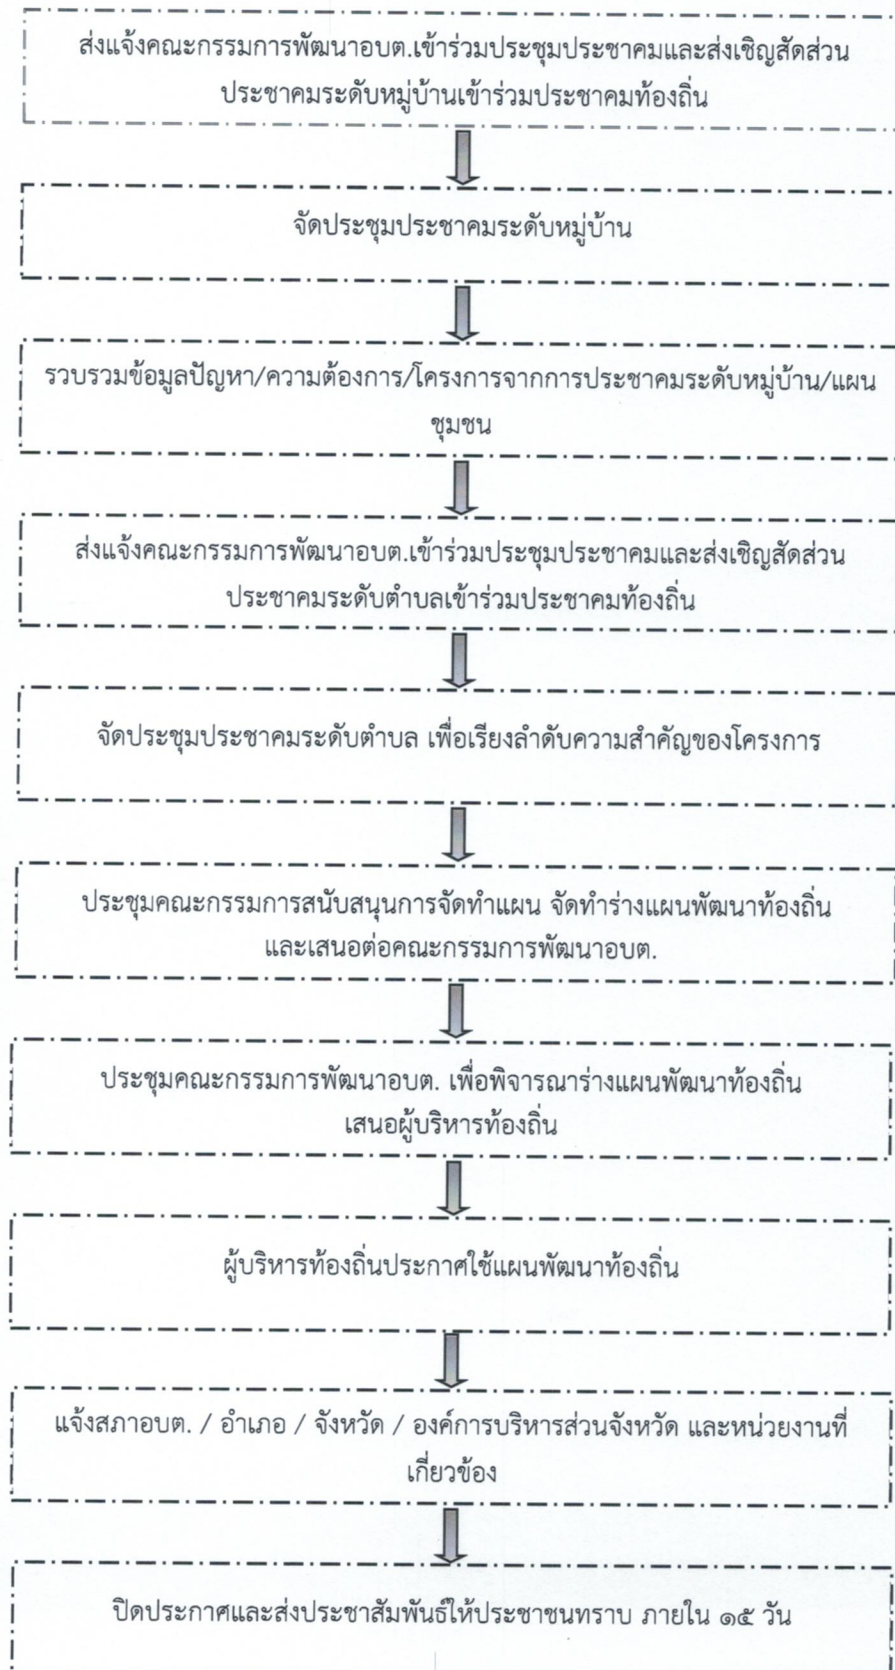 ส่งแจ้งคณะกรรมการพัฒนาอบต.เข้าร่วมประชุมประชาคมและส่งเชิญสัดส่วน
ประชาคมระดับหมู่บ้านเข้าร่วมประชาคมท้องถิ่น
จัดประชุมประชาคมระดับหมู่บ้าน
รวบรวมข้อมูลปัญหา/ความต้องการ/โครงการจากการประชาคมระดับหมู่บ้าน/แผน
ชุมชน
ส่งแจ้งคณะกรรมการพัฒนาอบต.เข้าร่วมประชุมประชาคมและส่งเชิญสัดส่วน
ประชาคมระดับตำบลเข้าร่วมประชาคมท้องถิ่น
จัดประชุมประชาคมระดับตำบล เพื่อเรียงลำดับความสำคัญของโครงการ
ประชุมคณะกรรมการสนับสนุนการจัดทำแผน จัดทำร่างแผนพัฒนาท้องถิ่น
และเสนอต่อคณะกรรมการพัฒนาอบต.
ประชุมคณะกรรมการพัฒนาอบต. เพื่อพิจารณาร่างแผนพัฒนาท้องถิ่น
เสนอผู้บริหารท้องถิ่น
ผู้บริหารท้องถิ่นประกาศใช้แผนพัฒนาท้องถิ่น
แจ้งสภาอบต. / อำเภอ / จังหวัด / องค์การบริหารส่วนจังหวัด และหน่วยงานที่
เกี่ยวข้อง
ปิดประกาศและส่งประชาสัมพันธ์ให้ประชาชนทราบ ภายใน ๑๕ วัน